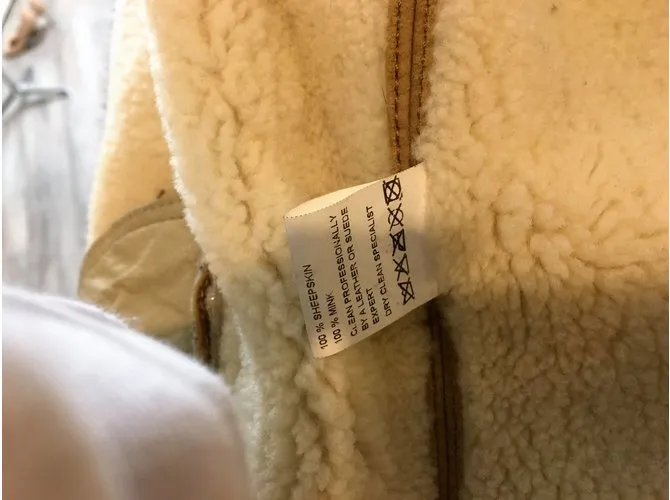 100 % SHEEPSKIN
100 % MINK
CLEAN PROFESSIONALLY
BY A LEATHER OR SUEDE
EXPERT
DRY CLEAN SPECIALIST